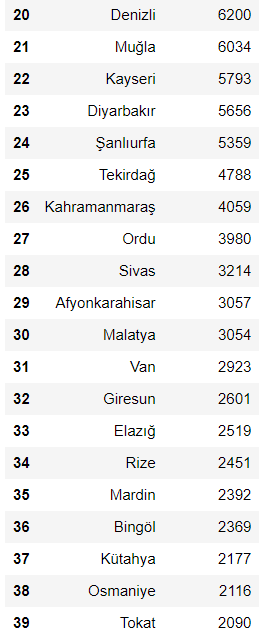 20 Denizli 6200
21 Muğla 6034
22 Kayseri 5793
23 Diyarbakır 5656
24 Şanlıurfa 5359
25 Tekirdağ 4788
26 Kahramanmaraş 4059
27 Ordu 3980
28 Sivas 3214
29 Afyonkarahisar 3057
30 Malatya 3054
31 Van 2923
32 Giresun 2601
33 Elazığ 2519
34 Rize 2451
35 Mardin 2392
36 Bingöl 2369
37 Kütahya 2177
38 Osmaniye 2116
39 Tokat 2090